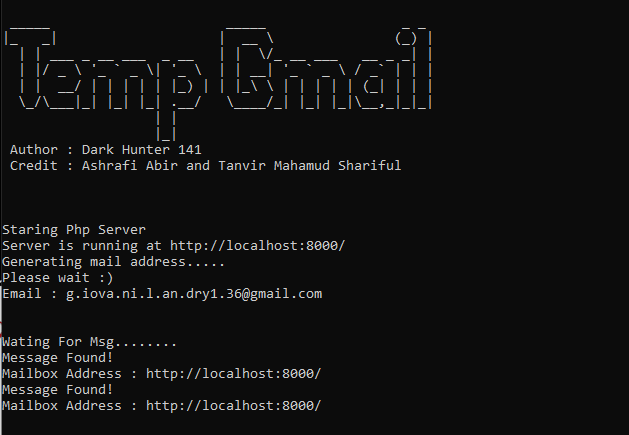 Temp Gmail
Author : Dark Hunter 141
Credit : Ashrafi Abir and Tanvir Mahamud Shariful
Staring Php Server
Server is running at http://localhost:8000/
Generating mail address.....
Please wait :)
Email : g.iova.ni.l.an.dry1.36@gmail.com
Wating For Msg........
Message Found!
Mailbox Address : http://localhost:8000/
Message Found!
Mailbox Address : http://localhost:8000/